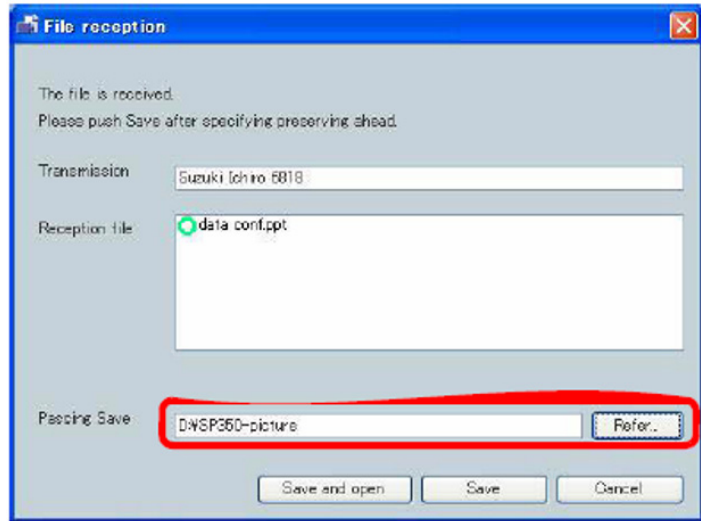 File reception
The file is received.
Please push Save after specifying preserving ahead.
Transmission
Suzuki Ichiro 6818
Reception file
data conf.ppt
Passing Save
D:¥SP350-picture
Refer..
Save and open
Save
Cancel